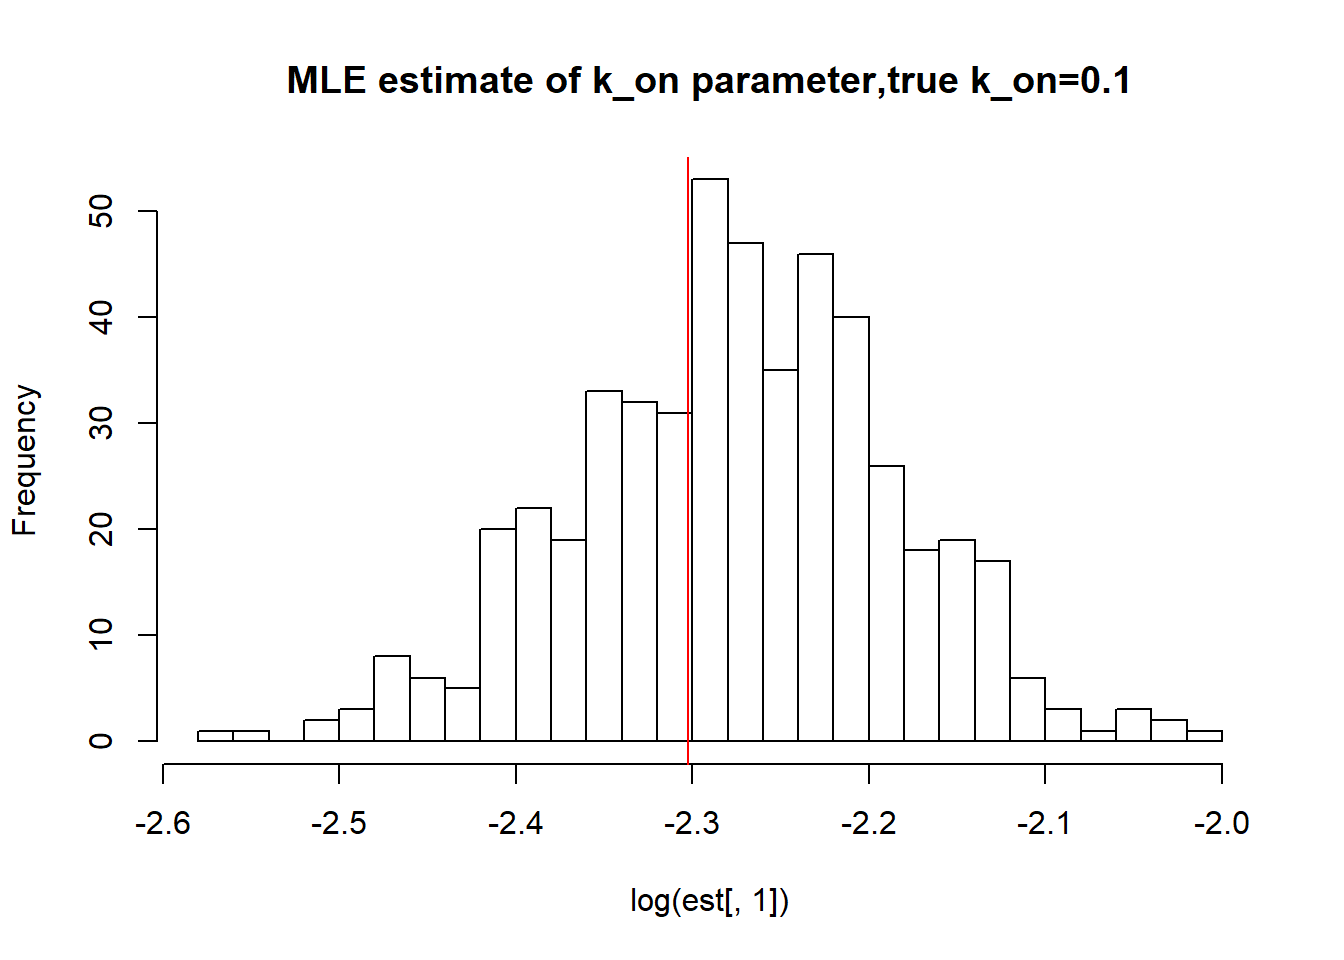 MLE estimate of k_on parameter,true k_on=0.1
50
40
30
20
10
0
Frequency
-2.6 -2.5 -2.4 -2.3 -2.2 -2.1 -2.0
log(est[, 1])